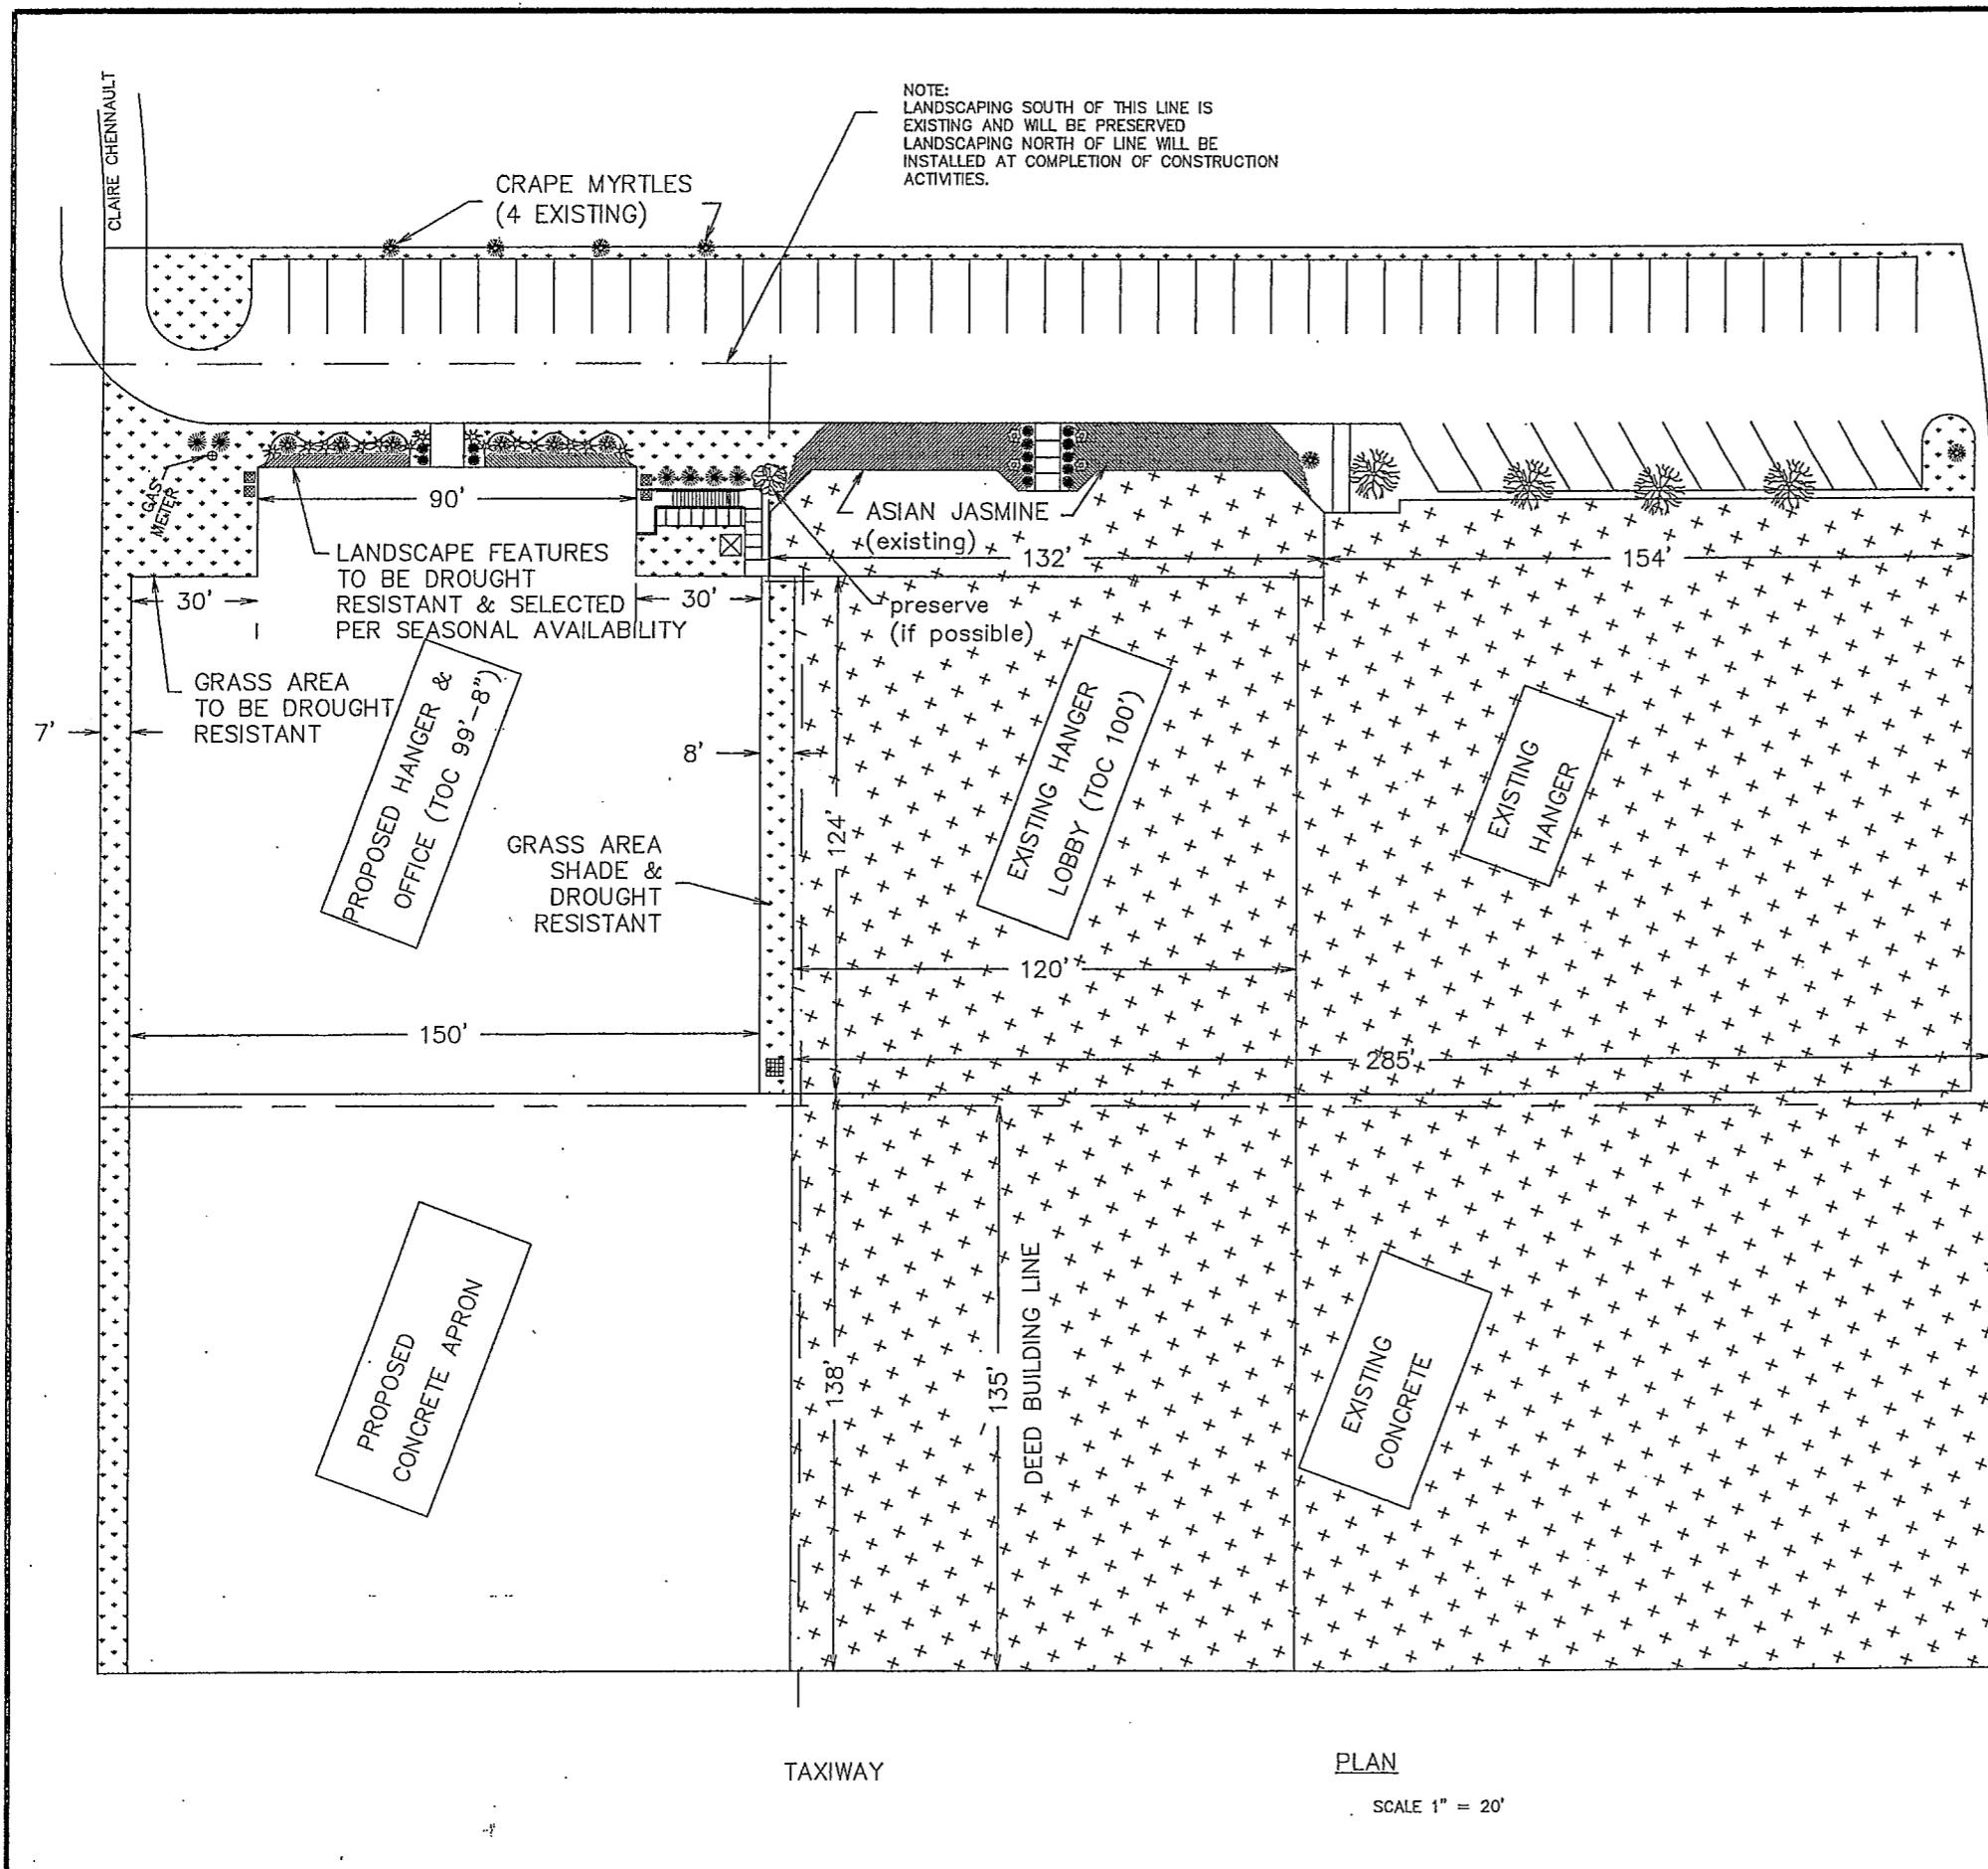 CLAIRE CHENNAULT
NOTE:
LANDSCAPING SOUTH OF THIS LINE IS
EXISTING AND WILL BE PRESERVED
LANDSCAPING NORTH OF LINE WILL BE
INSTALLED AT COMPLETION OF CONSTRUCTION
ACTIVITIES.
CRAPE MYRTLES
(4 EXISTING)
GAS
METER
90'
ASIAN JASMINE
(existing)
132'
154'
LANDSCAPE FEATURES
TO BE DROUGHT
RESISTANT & SELECTED
PER SEASONAL AVAILABILITY
30'
30'
preserve
(if possible)
GRASS AREA
TO BE DROUGHT
RESISTANT
7'
8'
PROPOSED HANGER &
OFFICE (TOC 99'-8")
EXISTING HANGER
LOBBY (TOC 100')
EXISTING
HANGER
124'
GRASS AREA
SHADE &
DROUGHT
RESISTANT
120'
150'
285'
PROPOSED
CONCRETE APRON
138'
135'
DEED BUILDING LINE
EXISTING
CONCRETE
TAXIWAY
PLAN
SCALE 1" = 20'